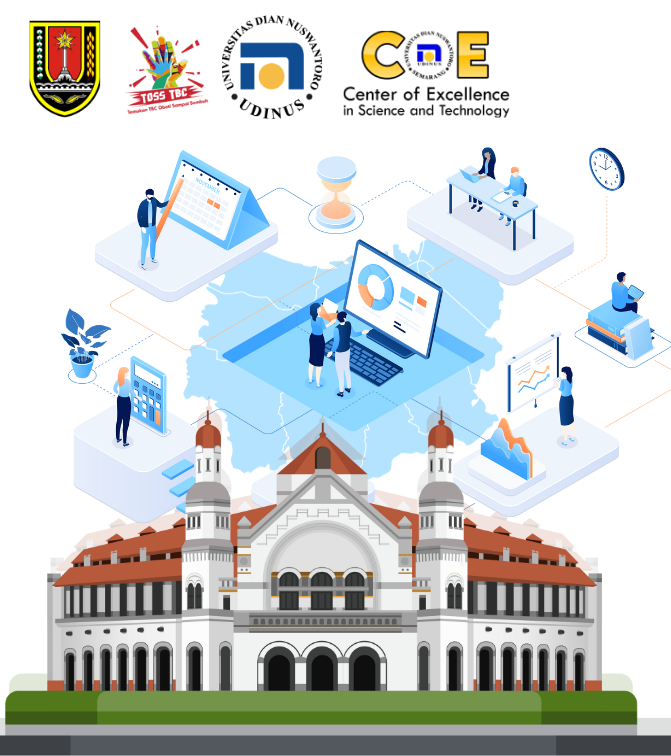 TOSS TBC
Temukan TBC Obati Sampai Sembuh
UNIVERSITAS DIAN NUSWANTORO
UDINUS
C E
UNIVERSITAS DIAN NUSWANTORO
UDINUS
SEMARANG
Center of Excellence
in Science and Technology
NOVEMBER